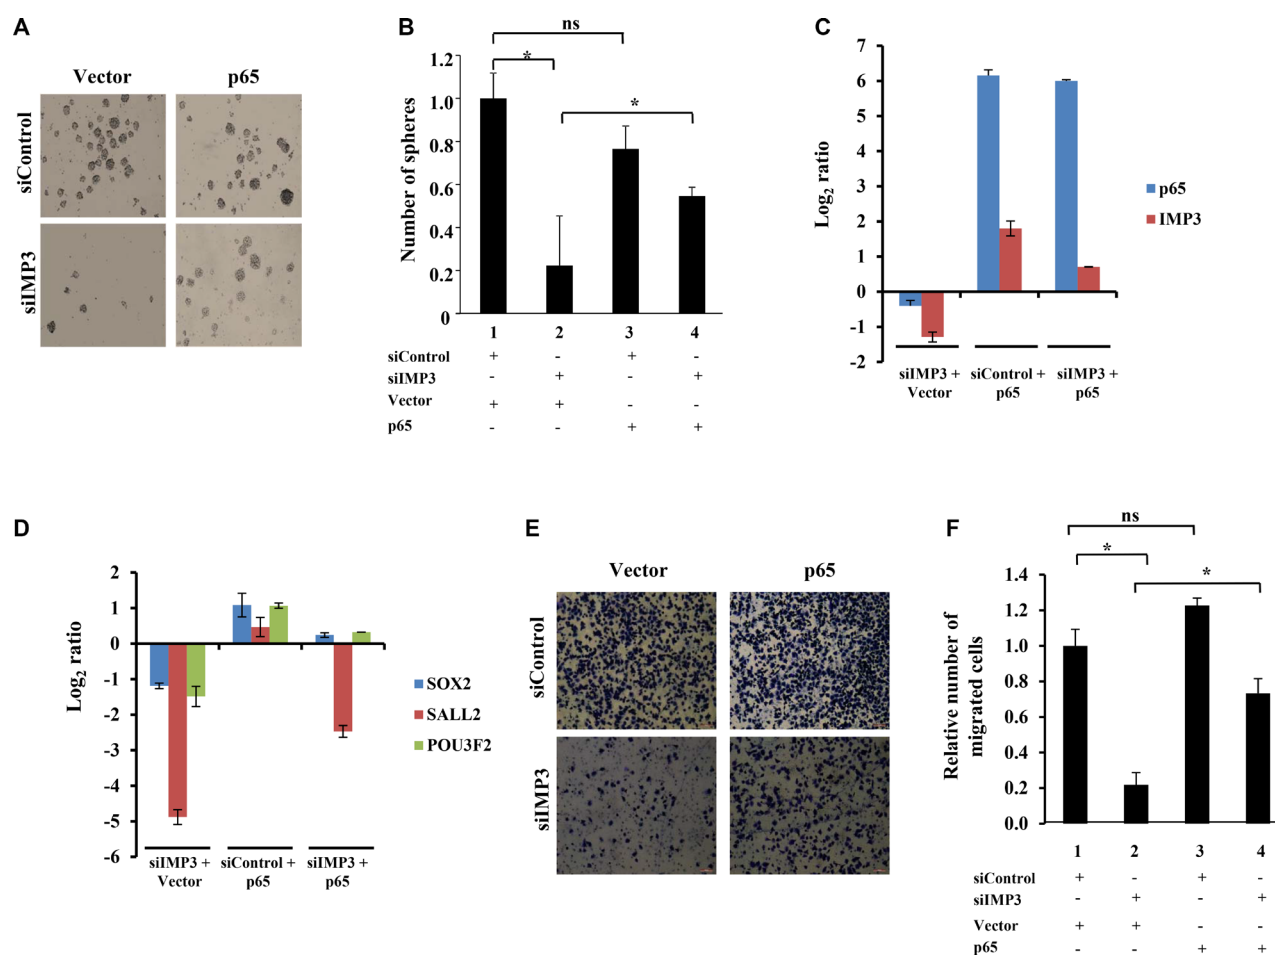 A
Vector p65
siControl
siIMP3
B
ns
*
*
Number of spheres
1.2
1.0
0.8
0.6
0.4
0.2
0
1 2 3 4
siControl + - + -
siIMP3 - + - +
Vector + + - -
p65 - - + +
C
Log2 ratio
7
6
5
4
3
2
1
0
-1
-2
p65
IMP3
siIMP3 + Vector
siControl + p65
siIMP3 + p65
D
Log2 ratio
2
1
0
-1
-2
-3
-4
-5
-6
SOX2
SALL2
POU3F2
siIMP3 + Vector
siControl + p65
siIMP3 + p65
E
Vector p65
siControl
siIMP3
F
ns
*
*
Relative number of
migrated cells
1.4
1.2
1.0
0.8
0.6
0.4
0.2
0.0
1 2 3 4
siControl + - + -
siIMP3 - + - +
Vector + + - -
p65 - - + +